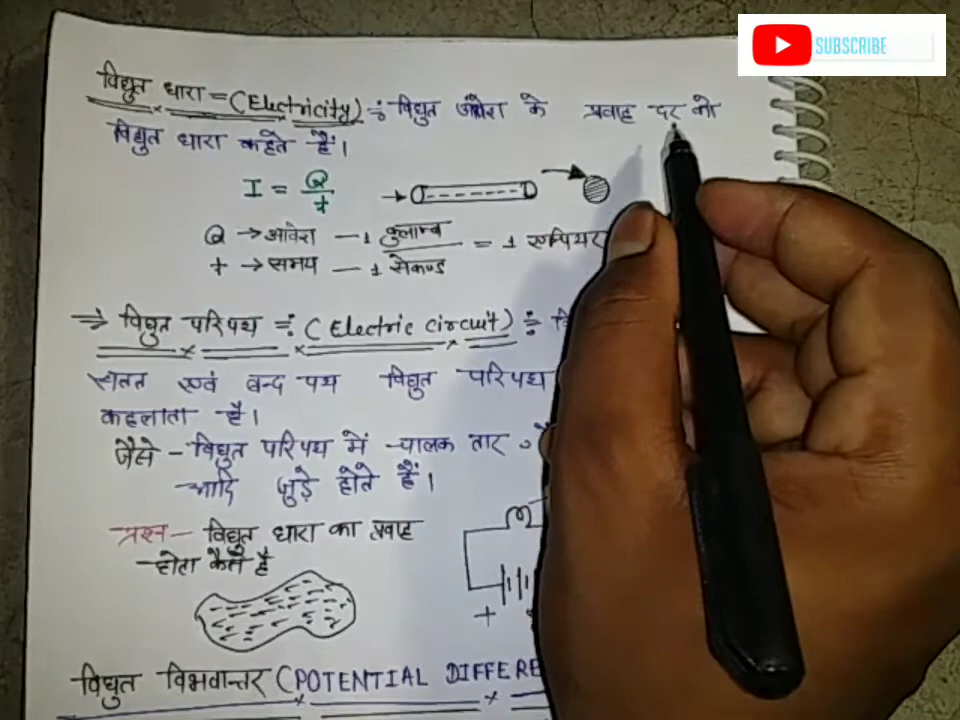 SUBSCRIBE
विद्युत धारा = (Electricity) ÷ विद्युत के प्रवाह दर को
विद्युत धारा कहते हैं।
I = Q/t
Q → आवेश — 1 कुलाम्ब = 1 एम्पियर
t → समय — 1 सेकण्ड
⇒ विद्युत परिपथ ÷ (Electric circuit) ÷
सतत एवं बन्द पथ विद्युत परिपथ
कहलाता है।
जैसे - विद्युत परिपथ में चालक तार
आदि जुड़े होते हैं।
प्रश्न - विद्युत धारा का प्रवाह
होता कैसे है
+
विद्युत विभवान्तर (POTENTIAL DIFFERE